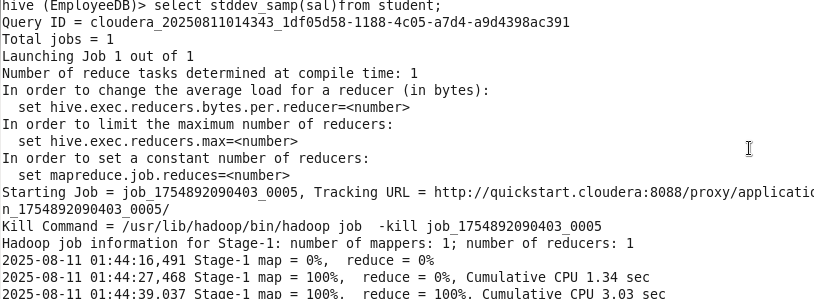 hive (EmployeeDB)> select stddev_samp(sal)from student;
Query ID = cloudera_20250811014343_1df05d58-1188-4c05-a7d4-a9d4398ac391
Total jobs = 1
Launching Job 1 out of 1
Number of reduce tasks determined at compile time: 1
In order to change the average load for a reducer (in bytes):
  set hive.exec.reducers.bytes.per.reducer=<number>
In order to limit the maximum number of reducers:
  set hive.exec.reducers.max=<number>
In order to set a constant number of reducers:
  set mapreduce.job.reduces=<number>
Starting Job = job_1754892090403_0005, Tracking URL = http://quickstart.cloudera:8088/proxy/applicatio
n_1754892090403_0005/
Kill Command = /usr/lib/hadoop/bin/hadoop job  -kill job_1754892090403_0005
Hadoop job information for Stage-1: number of mappers: 1; number of reducers: 1
2025-08-11 01:44:16,491 Stage-1 map = 0%,  reduce = 0%
2025-08-11 01:44:27,468 Stage-1 map = 100%,  reduce = 0%, Cumulative CPU 1.34 sec
2025-08-11 01:44:39,037 Stage-1 map = 100%,  reduce = 100%, Cumulative CPU 3.03 sec